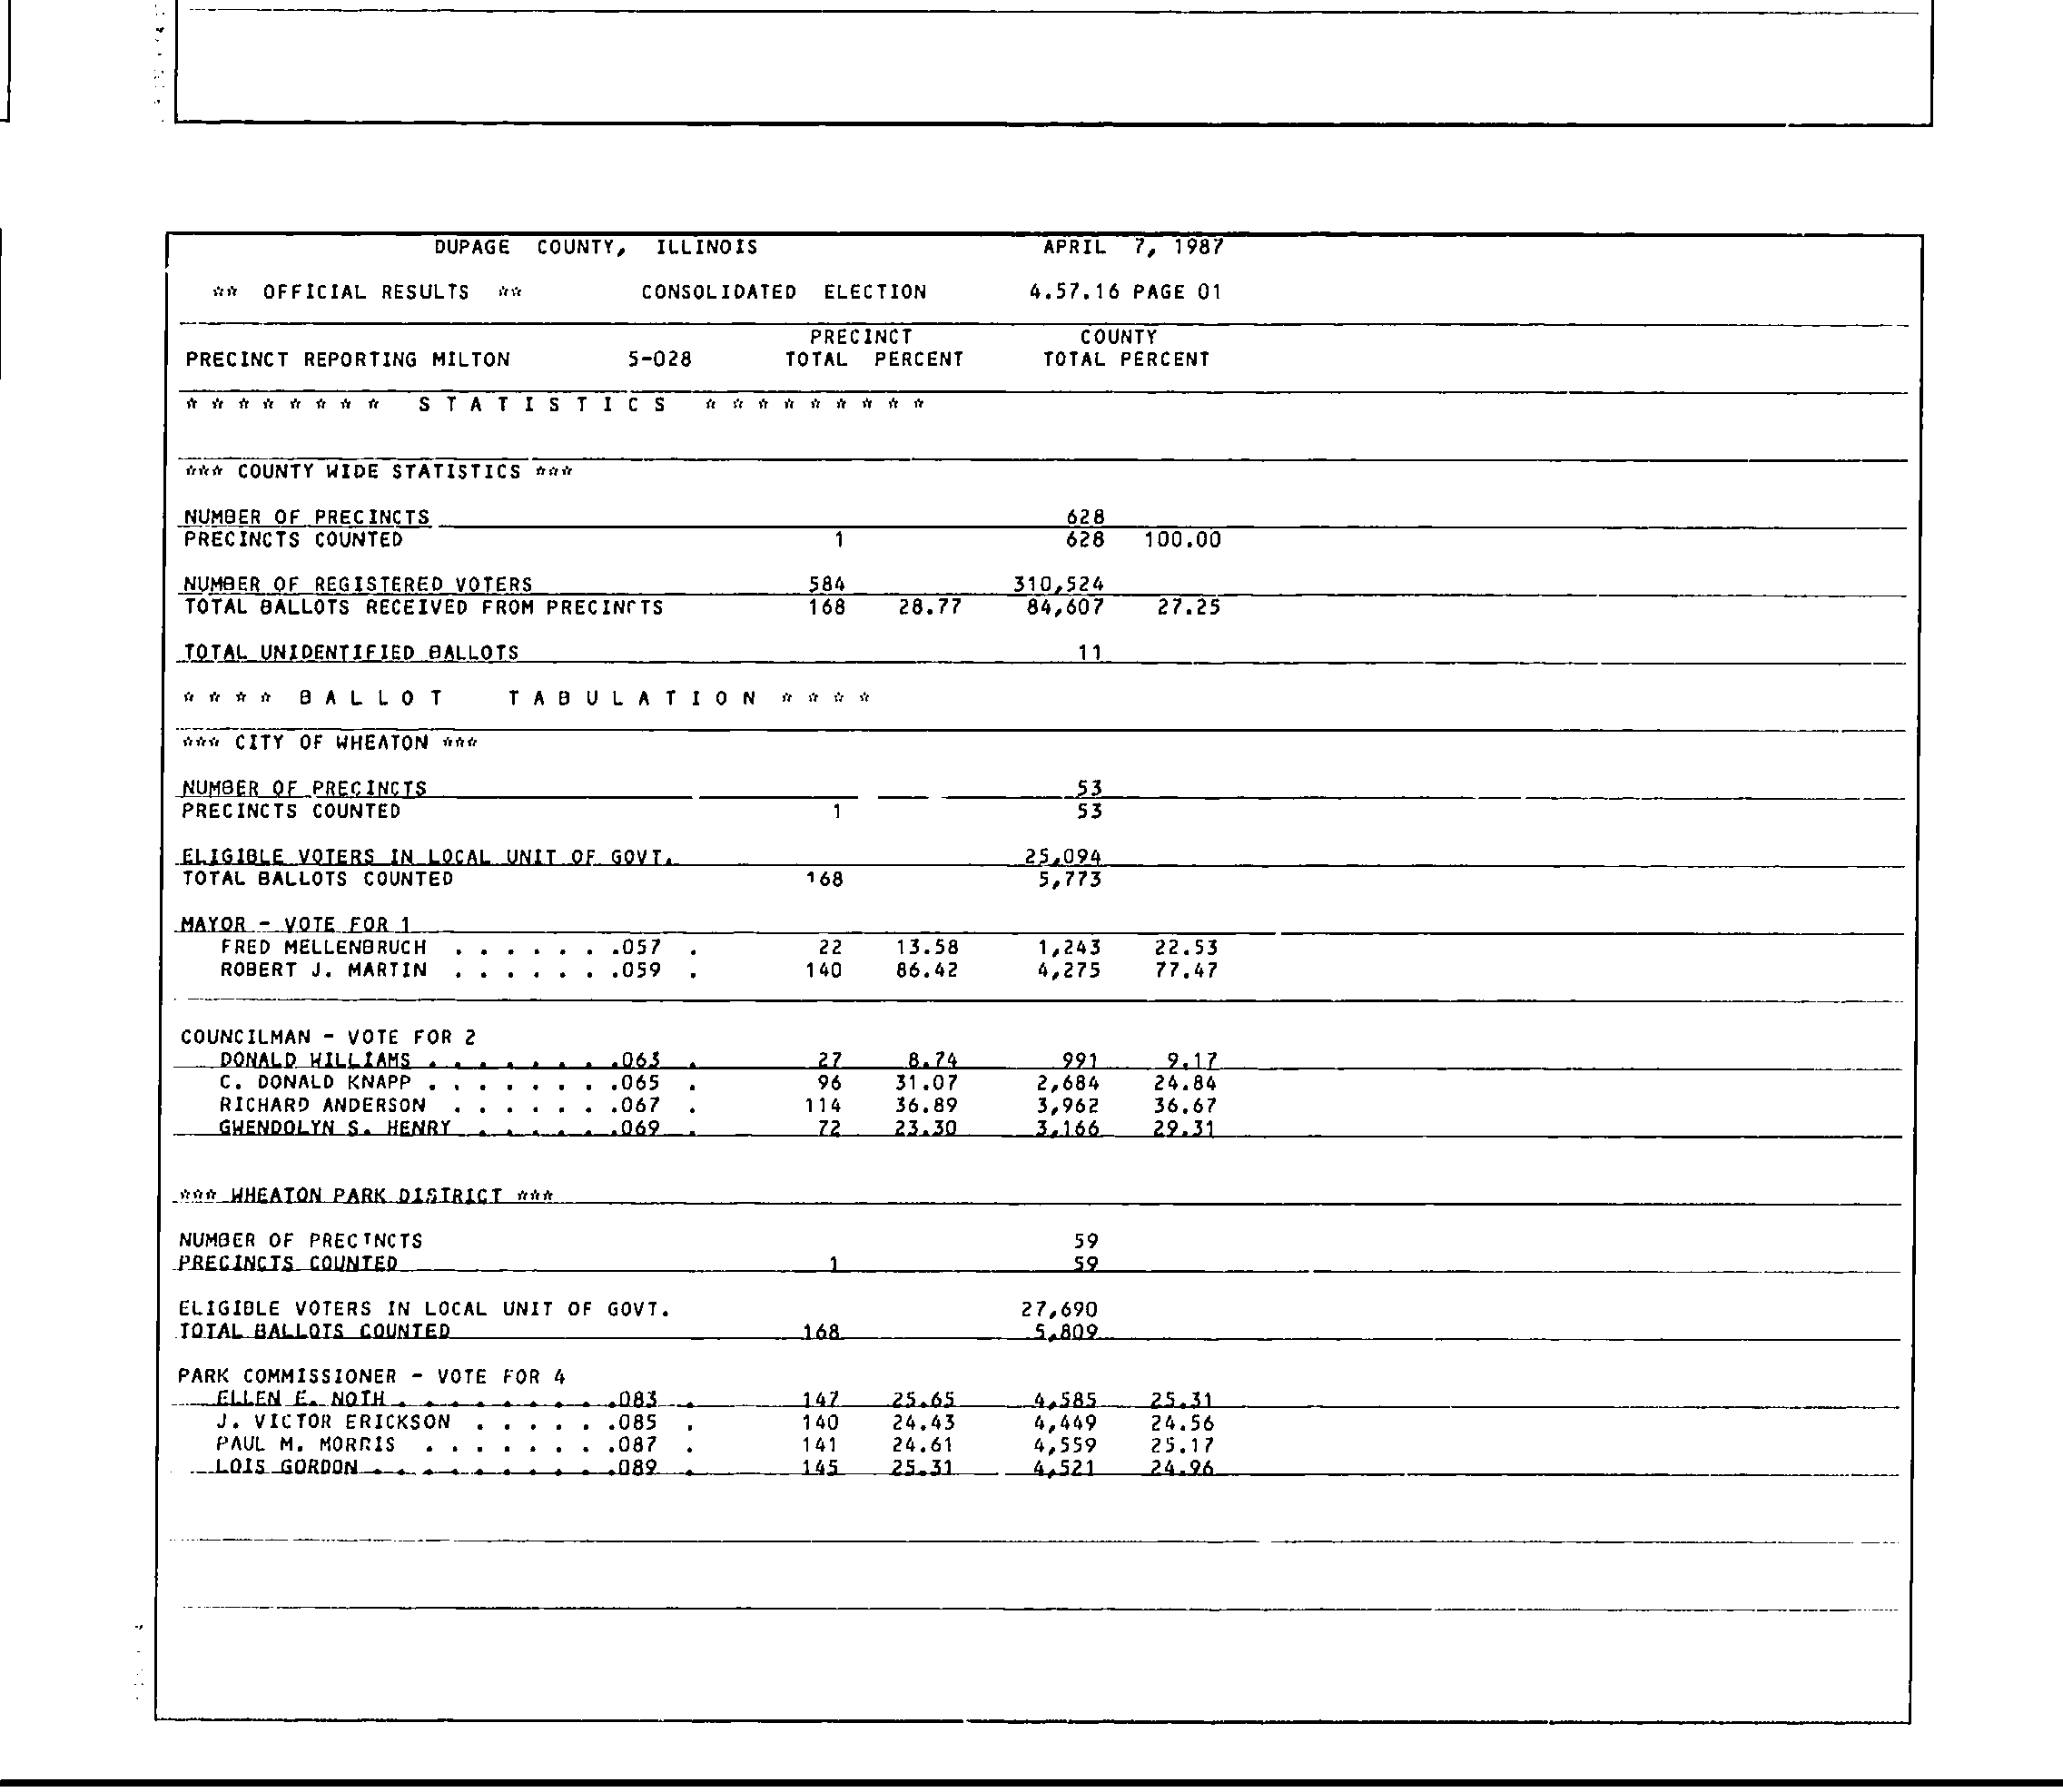 DUPAGE COUNTY, ILLINOIS APRIL 7, 1987
** OFFICIAL RESULTS ** CONSOLIDATED ELECTION 4.57.16 PAGE 01
PRECINCT COUNTY
PRECINCT REPORTING MILTON 5-028 TOTAL PERCENT TOTAL PERCENT
* * * * * * * * S T A T I S T I C S * * * * * * * * *
*** COUNTY WIDE STATISTICS ***
NUMBER OF PRECINCTS 628
PRECINCTS COUNTED 1 628 100.00
NUMBER OF REGISTERED VOTERS 584 310,524
TOTAL BALLOTS RECEIVED FROM PRECINCTS 168 28.77 84,607 27.25
TOTAL UNIDENTIFIED BALLOTS 11
* * * * B A L L O T T A B U L A T I O N * * * *
*** CITY OF WHEATON ***
NUMBER OF PRECINCTS 53
PRECINCTS COUNTED 1 53
ELIGIBLE VOTERS IN LOCAL UNIT OF GOVT. 25,094
TOTAL BALLOTS COUNTED 168 5,773
MAYOR - VOTE FOR 1
FRED MELLENBRUCH . . . . . . . .057 . 22 13.58 1,243 22.53
ROBERT J. MARTIN . . . . . . . .059 . 140 86.42 4,275 77.47
COUNCILMAN - VOTE FOR 2
DONALD WILLIAMS . . . . . . . .063 . 27 8.74 991 9.17
C. DONALD KNAPP . . . . . . . .065 . 96 31.07 2,684 24.84
RICHARD ANDERSON . . . . . . . .067 . 114 36.89 3,962 36.67
GWENDOLYN S. HENRY . . . . . . .069 . 72 23.30 3,166 29.31
*** WHEATON PARK DISTRICT ***
NUMBER OF PRECINCTS 59
PRECINCTS COUNTED 1 59
ELIGIBLE VOTERS IN LOCAL UNIT OF GOVT. 27,690
TOTAL BALLOTS COUNTED 168 5,809
PARK COMMISSIONER - VOTE FOR 4
ELLEN E. NOTH . . . . . . . . .083 . 147 25.65 4,585 25.31
J. VICTOR ERICKSON . . . . . .085 . 140 24.43 4,449 24.56
PAUL M. MORRIS . . . . . . . .087 . 141 24.61 4,559 25.17
LOIS GORDON . . . . . . . . . .089 . 145 25.31 4,521 24.96